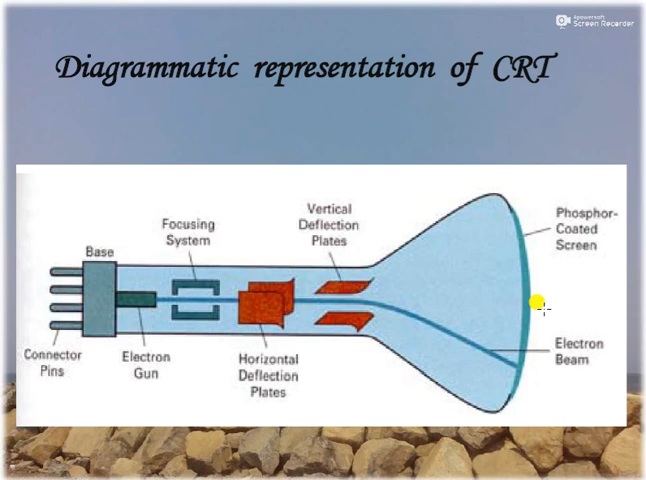 Apowersoft
Screen Recorder
Diagrammatic representation of CRT
Vertical
Deflection
Plates
Phosphor-
Coated
Screen
Focusing
System
Base
Electron
Beam
Connector
Pins
Electron
Gun
Horizontal
Deflection
Plates